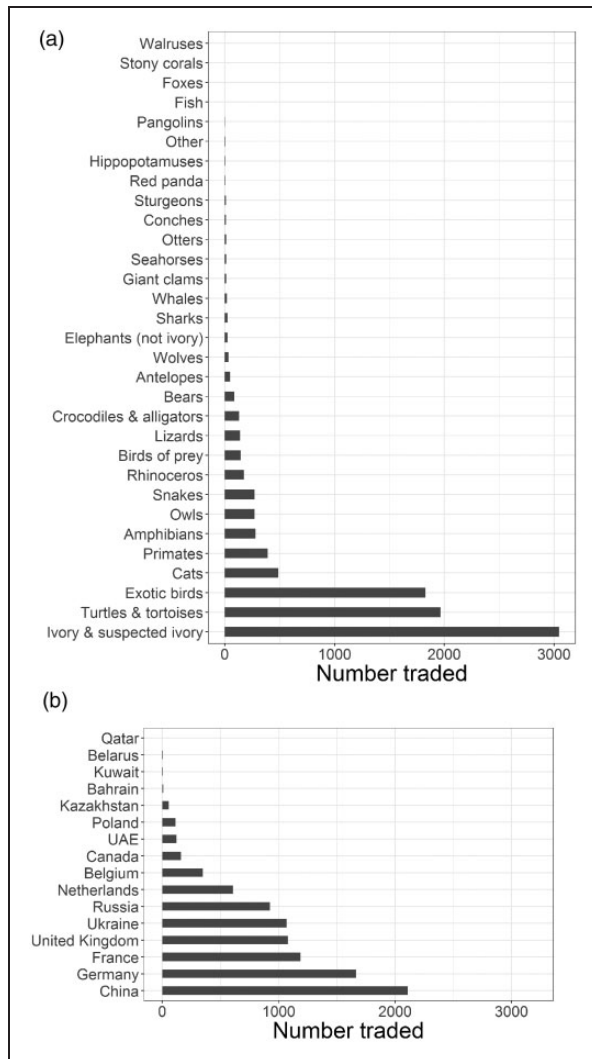 (a)
Walruses
Stony corals
Foxes
Fish
Pangolins
Other
Hippopotamuses
Red panda
Sturgeons
Conches
Otters
Seahorses
Giant clams
Whales
Sharks
Elephants (not ivory)
Wolves
Antelopes
Bears
Crocodiles & alligators
Lizards
Birds of prey
Rhinoceros
Snakes
Owls
Amphibians
Primates
Cats
Exotic birds
Turtles & tortoises
Ivory & suspected ivory
0 1000 2000 3000
Number traded
(b)
Qatar
Belarus
Kuwait
Bahrain
Kazakhstan
Poland
UAE
Canada
Belgium
Netherlands
Russia
Ukraine
United Kingdom
France
Germany
China
0 1000 2000 3000
Number traded